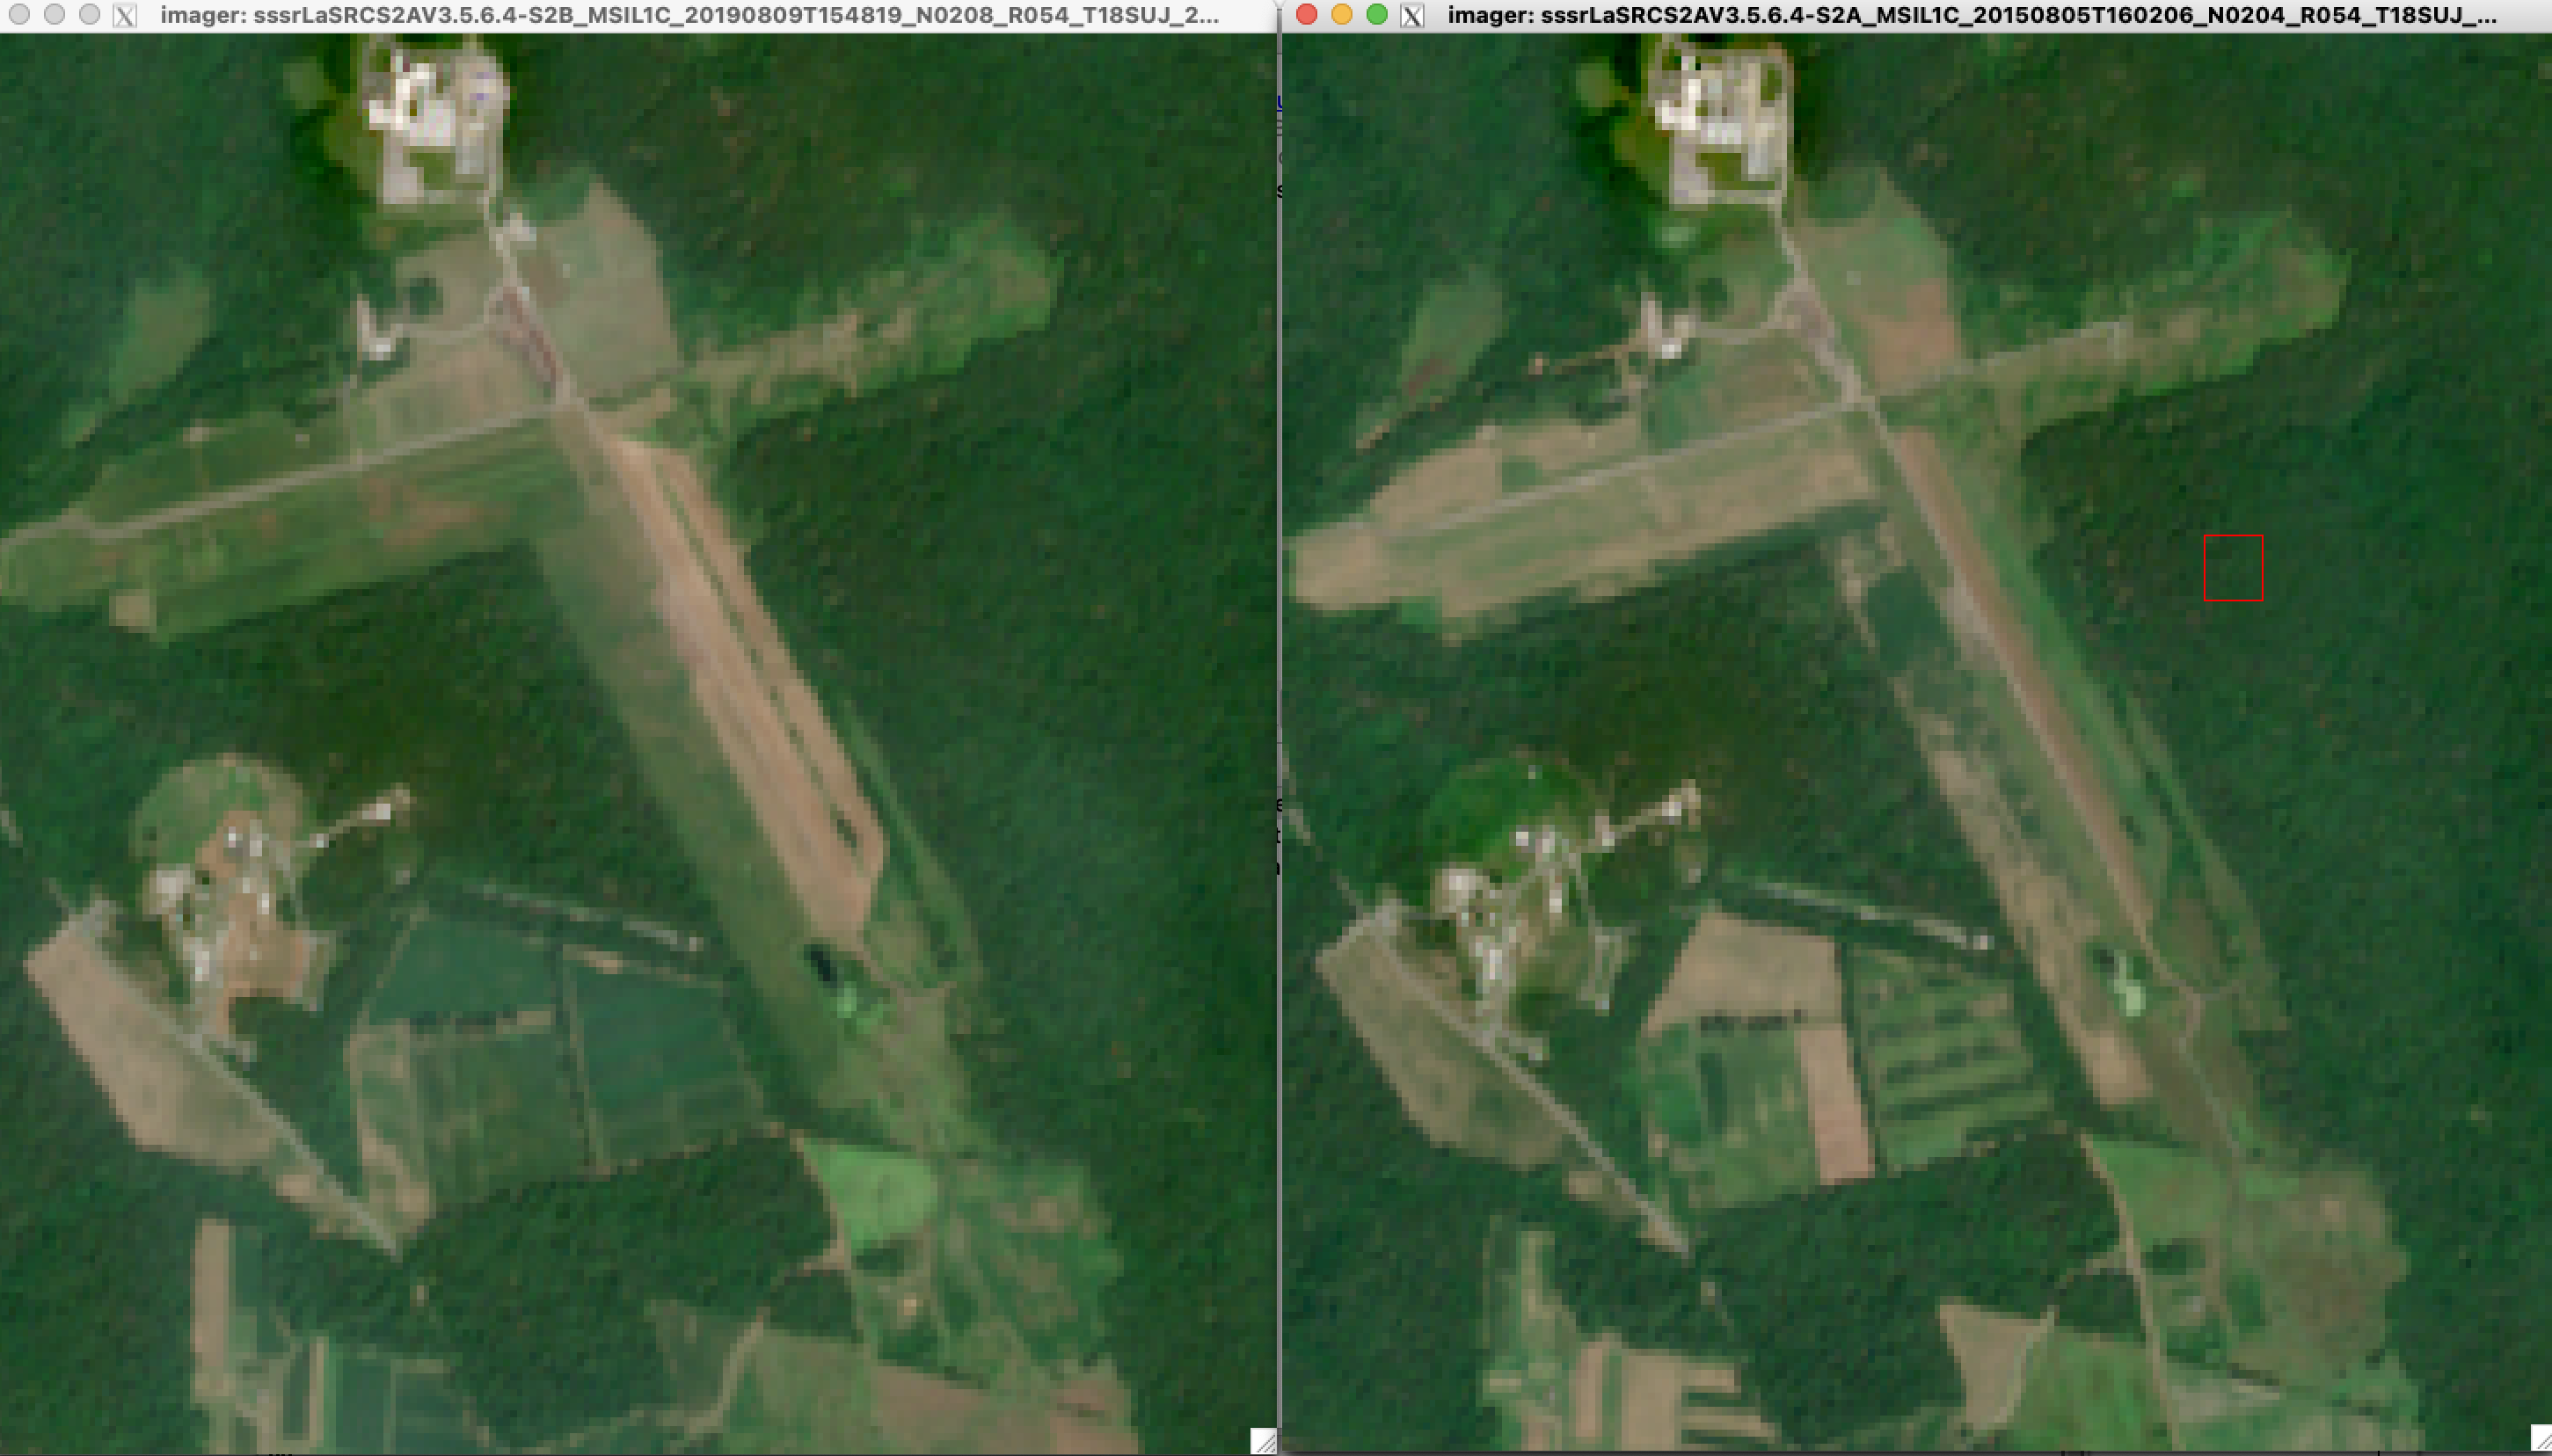 imager: sssrLaSRCS2AV3.5.6.4-S2B_MSIL1C_20190809T154819_N0208_R054_T18SUJ_2...
imager: sssrLaSRCS2AV3.5.6.4-S2A_MSIL1C_20150805T160206_N0204_R054_T18SUJ_...